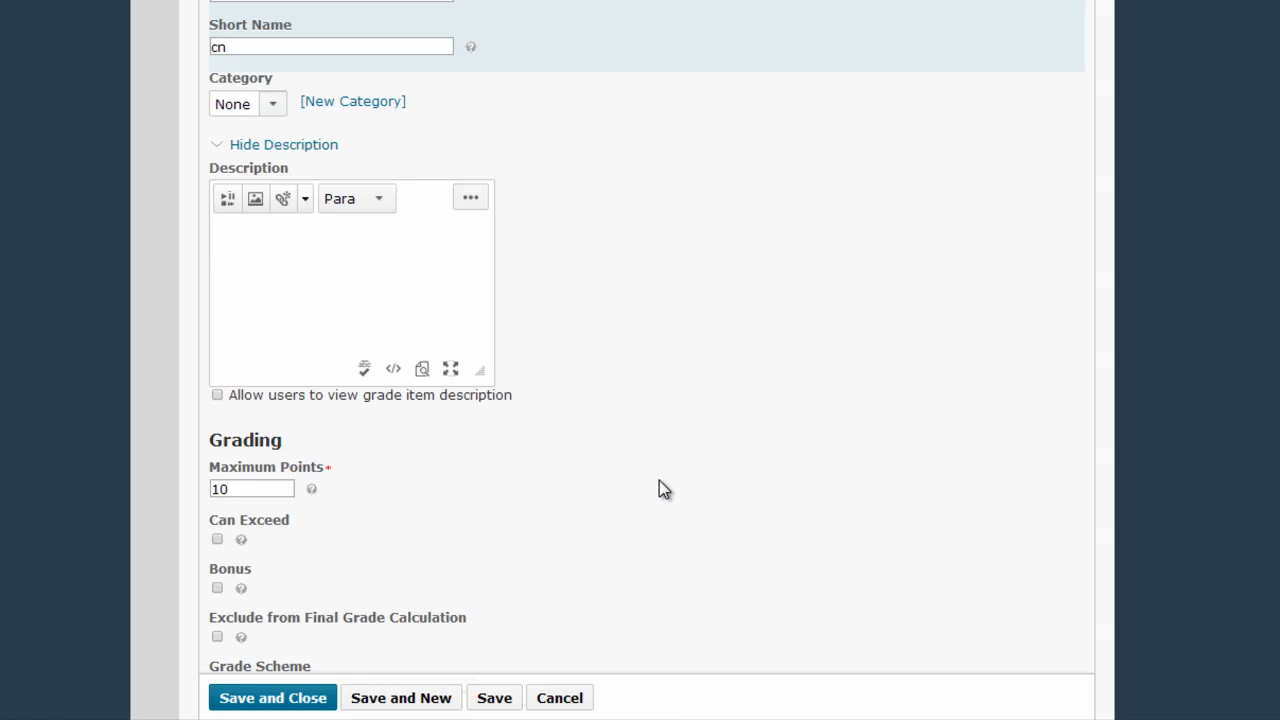 Short Name
cn
Category
None [New Category]
Hide Description
Description
Para
Allow users to view grade item description
Grading
Maximum Points*
10
Can Exceed
Bonus
Exclude from Final Grade Calculation
Grade Scheme
Save and Close Save and New Save Cancel